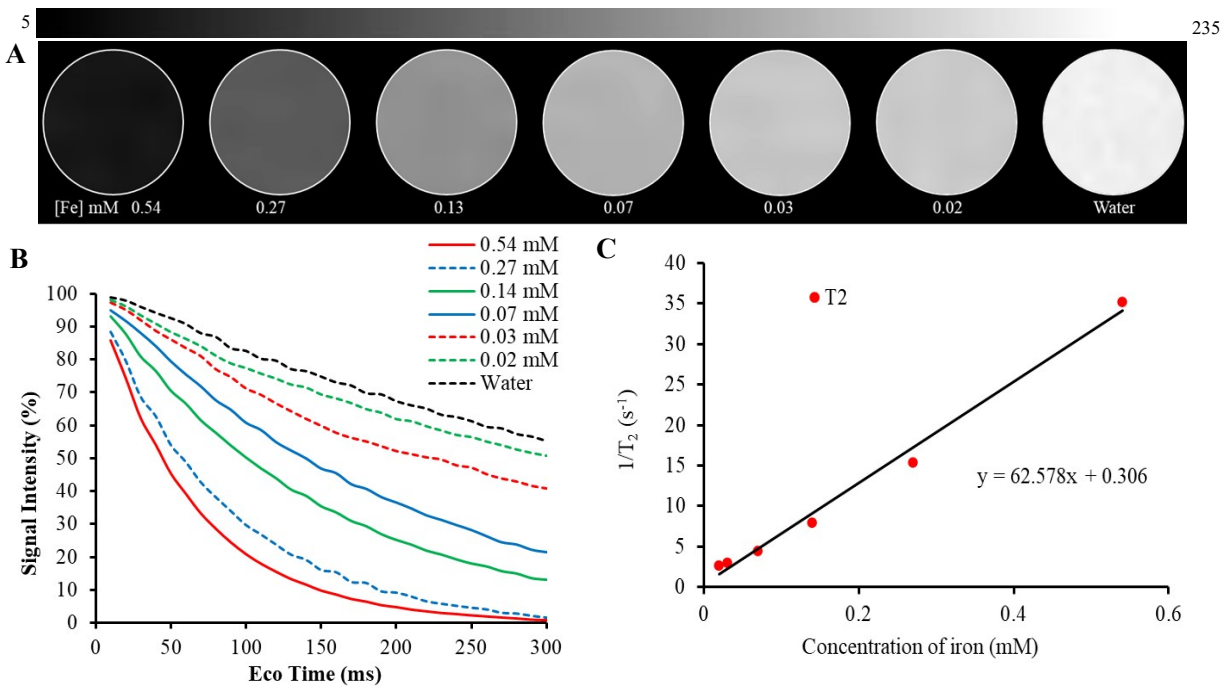 5 235
A
[Fe] mM 0.54 0.27 0.13 0.07 0.03 0.02 Water
B
0.54 mM
0.27 mM
0.14 mM
0.07 mM
0.03 mM
0.02 mM
Water
100
90
80
70
60
50
40
30
20
10
0
Signal Intensity (%)
0 50 100 150 200 250 300
Eco Time (ms)
C
T2
40
35
30
25
20
15
10
5
0
1/T₂ (s⁻¹)
y = 62.578x + 0.306
0 0.2 0.4 0.6
Concentration of iron (mM)